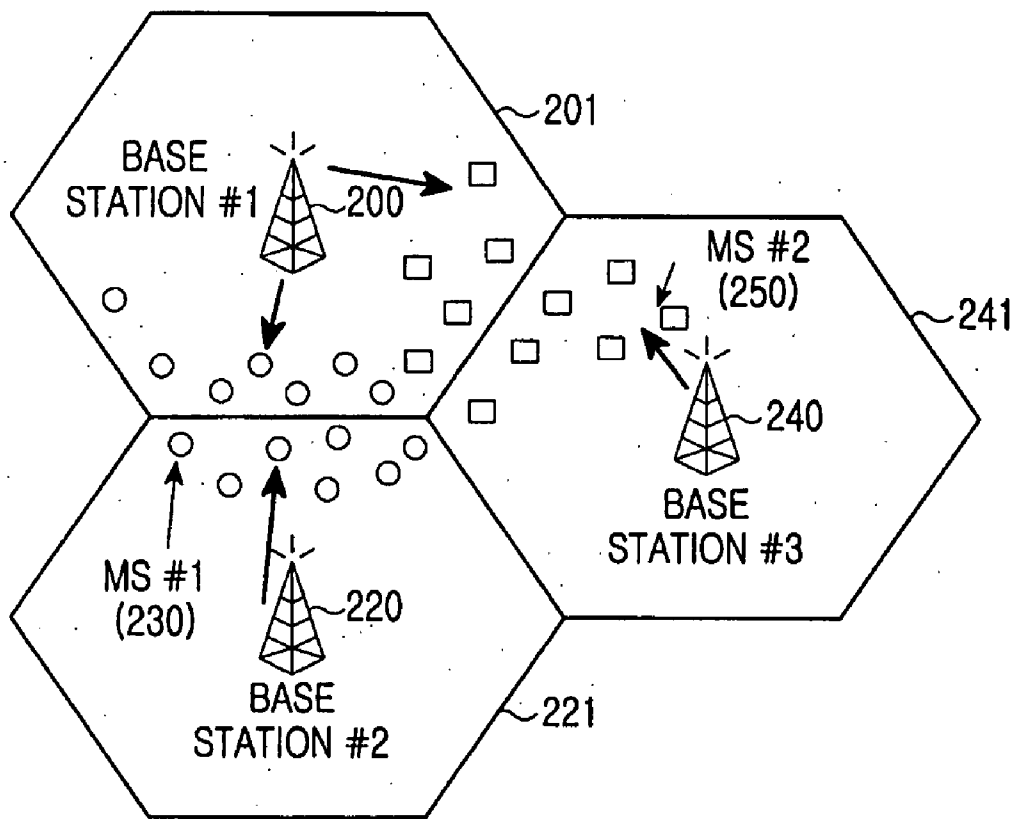 201
BASE
STATION #1
200
MS #2
(250)
241
240
BASE
STATION #3
MS #1
(230)
220
BASE
STATION #2
221